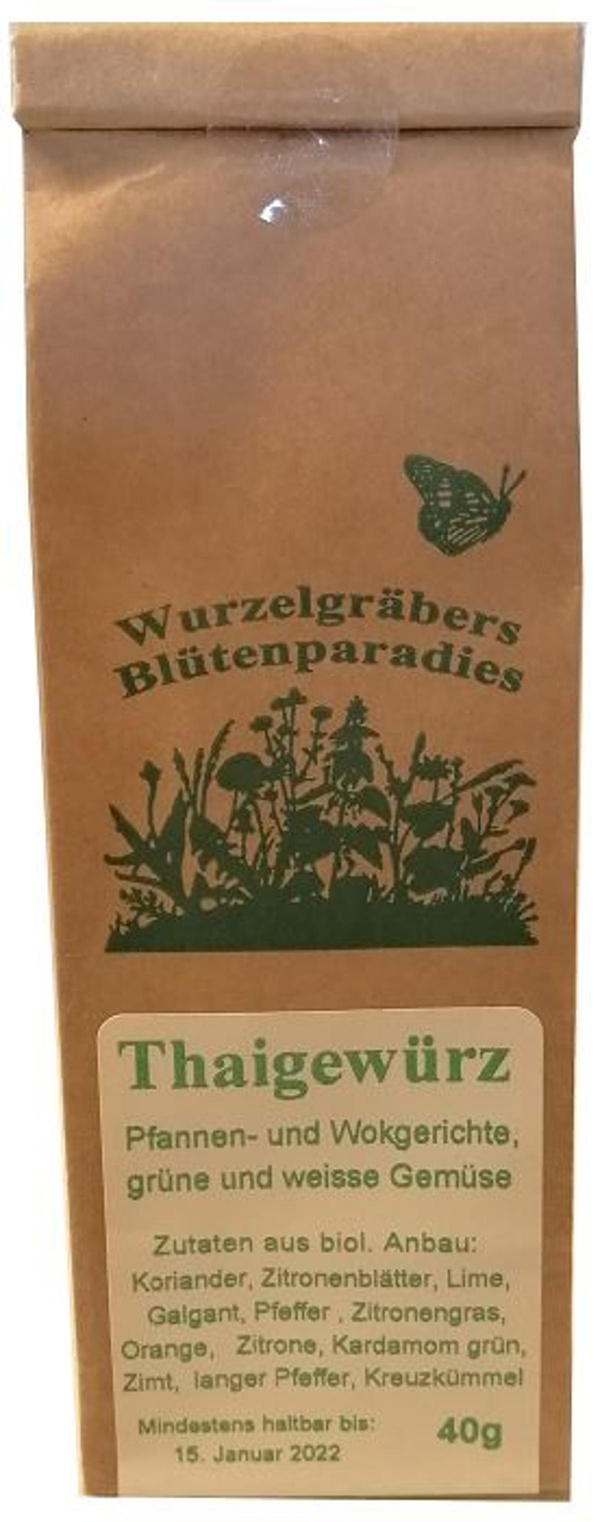 Wurzelgräbers
Blütenparadies
Thaigewürz
Pfannen- und Wokgerichte,
grüne und weisse Gemüse
Zutaten aus biol. Anbau:
Koriander, Zitronenblätter, Lime,
Galgant, Pfeffer , Zitronengras,
Orange, Zitrone, Kardamom grün,
Zimt, langer Pfeffer, Kreuzkümmel
Mindestens haltbar bis:
15. Januar 2022
40g